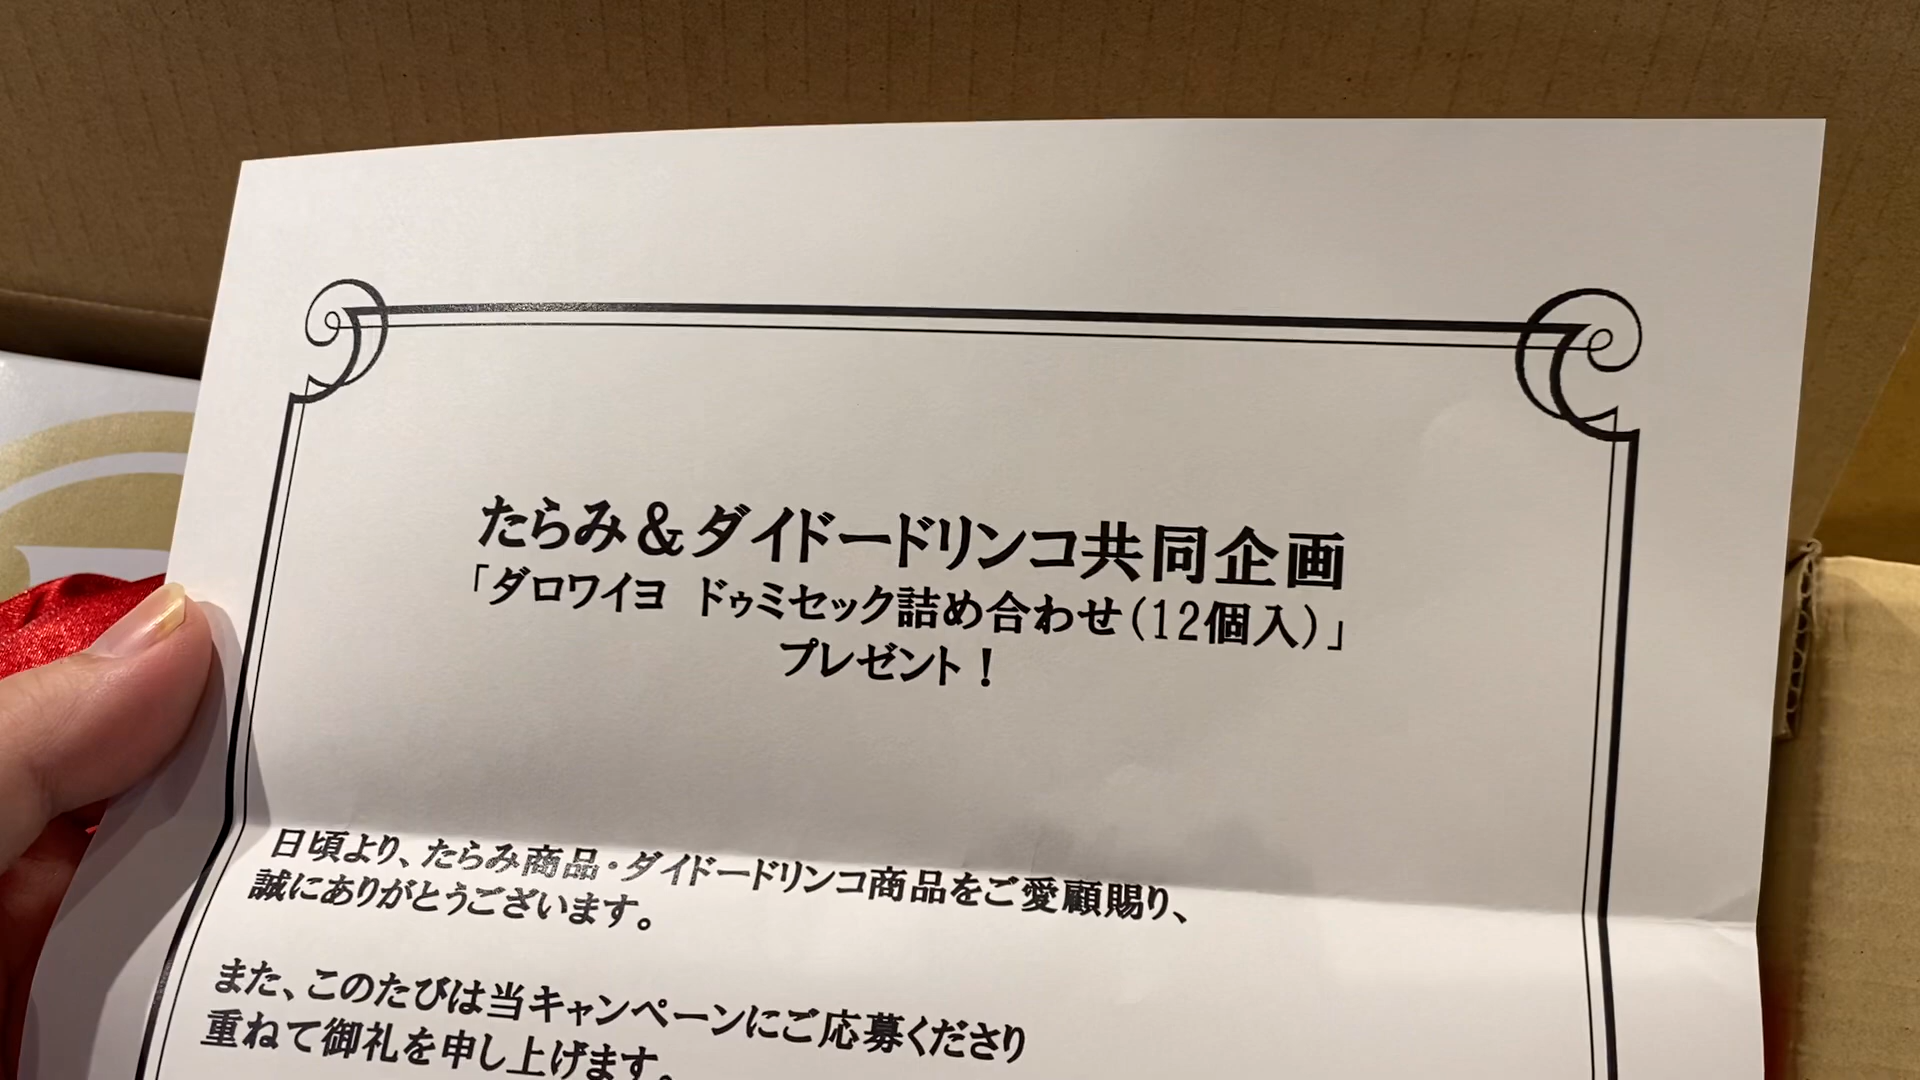 たらみ＆ダイドードリンコ共同企画
「ダロワイヨ ドゥミセック詰め合わせ(12個入)」
プレゼント！
日頃より、たらみ商品・ダイドードリンコ商品をご愛顧賜り、
誠にありがとうございます。
また、このたびは当キャンペーンにご応募くださり
重ねて御礼を申し上げます。